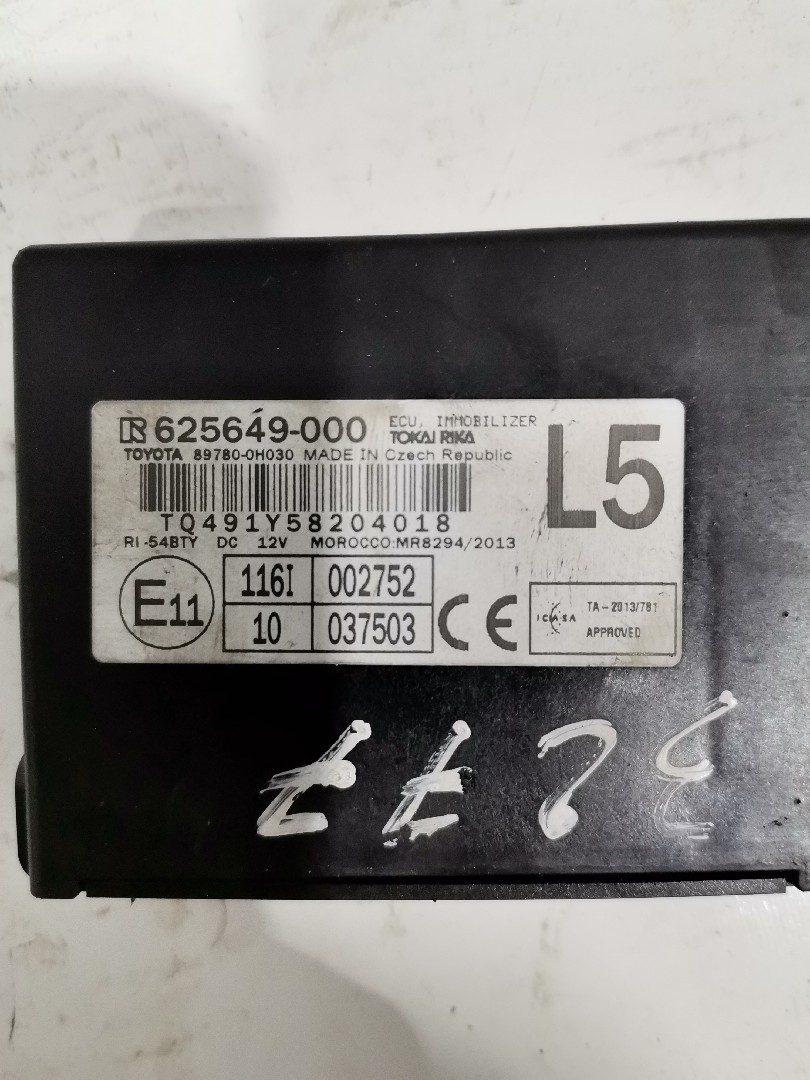 625649-000 ECU, IMMOBILIZER
TOKAI RIKA
TOYOTA 89780-0H030 MADE IN Czech Republic
L5
TQ491Y58204018
RI-54BTY DC 12V MOROCCO:MR8294/2013
E11
116I 002752
10 037503
CE
ICASA
TA-2013/781
APPROVED